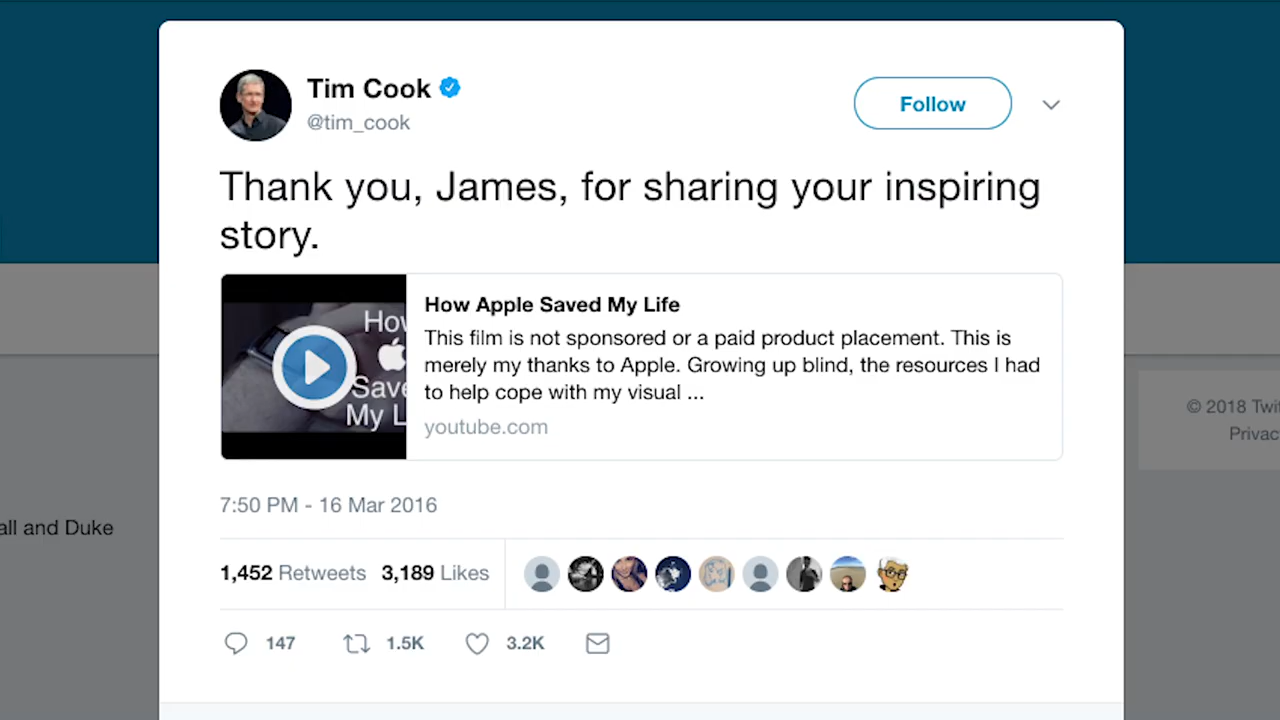 Tim Cook
@tim_cook
Follow
Thank you, James, for sharing your inspiring
story.
How
Save
My L
How Apple Saved My Life
This film is not sponsored or a paid product placement. This is
merely my thanks to Apple. Growing up blind, the resources I had
to help cope with my visual ...
youtube.com
7:50 PM - 16 Mar 2016
1,452 Retweets 3,189 Likes
147 1.5K 3.2K
all and Duke
© 2018 Twit
Privac